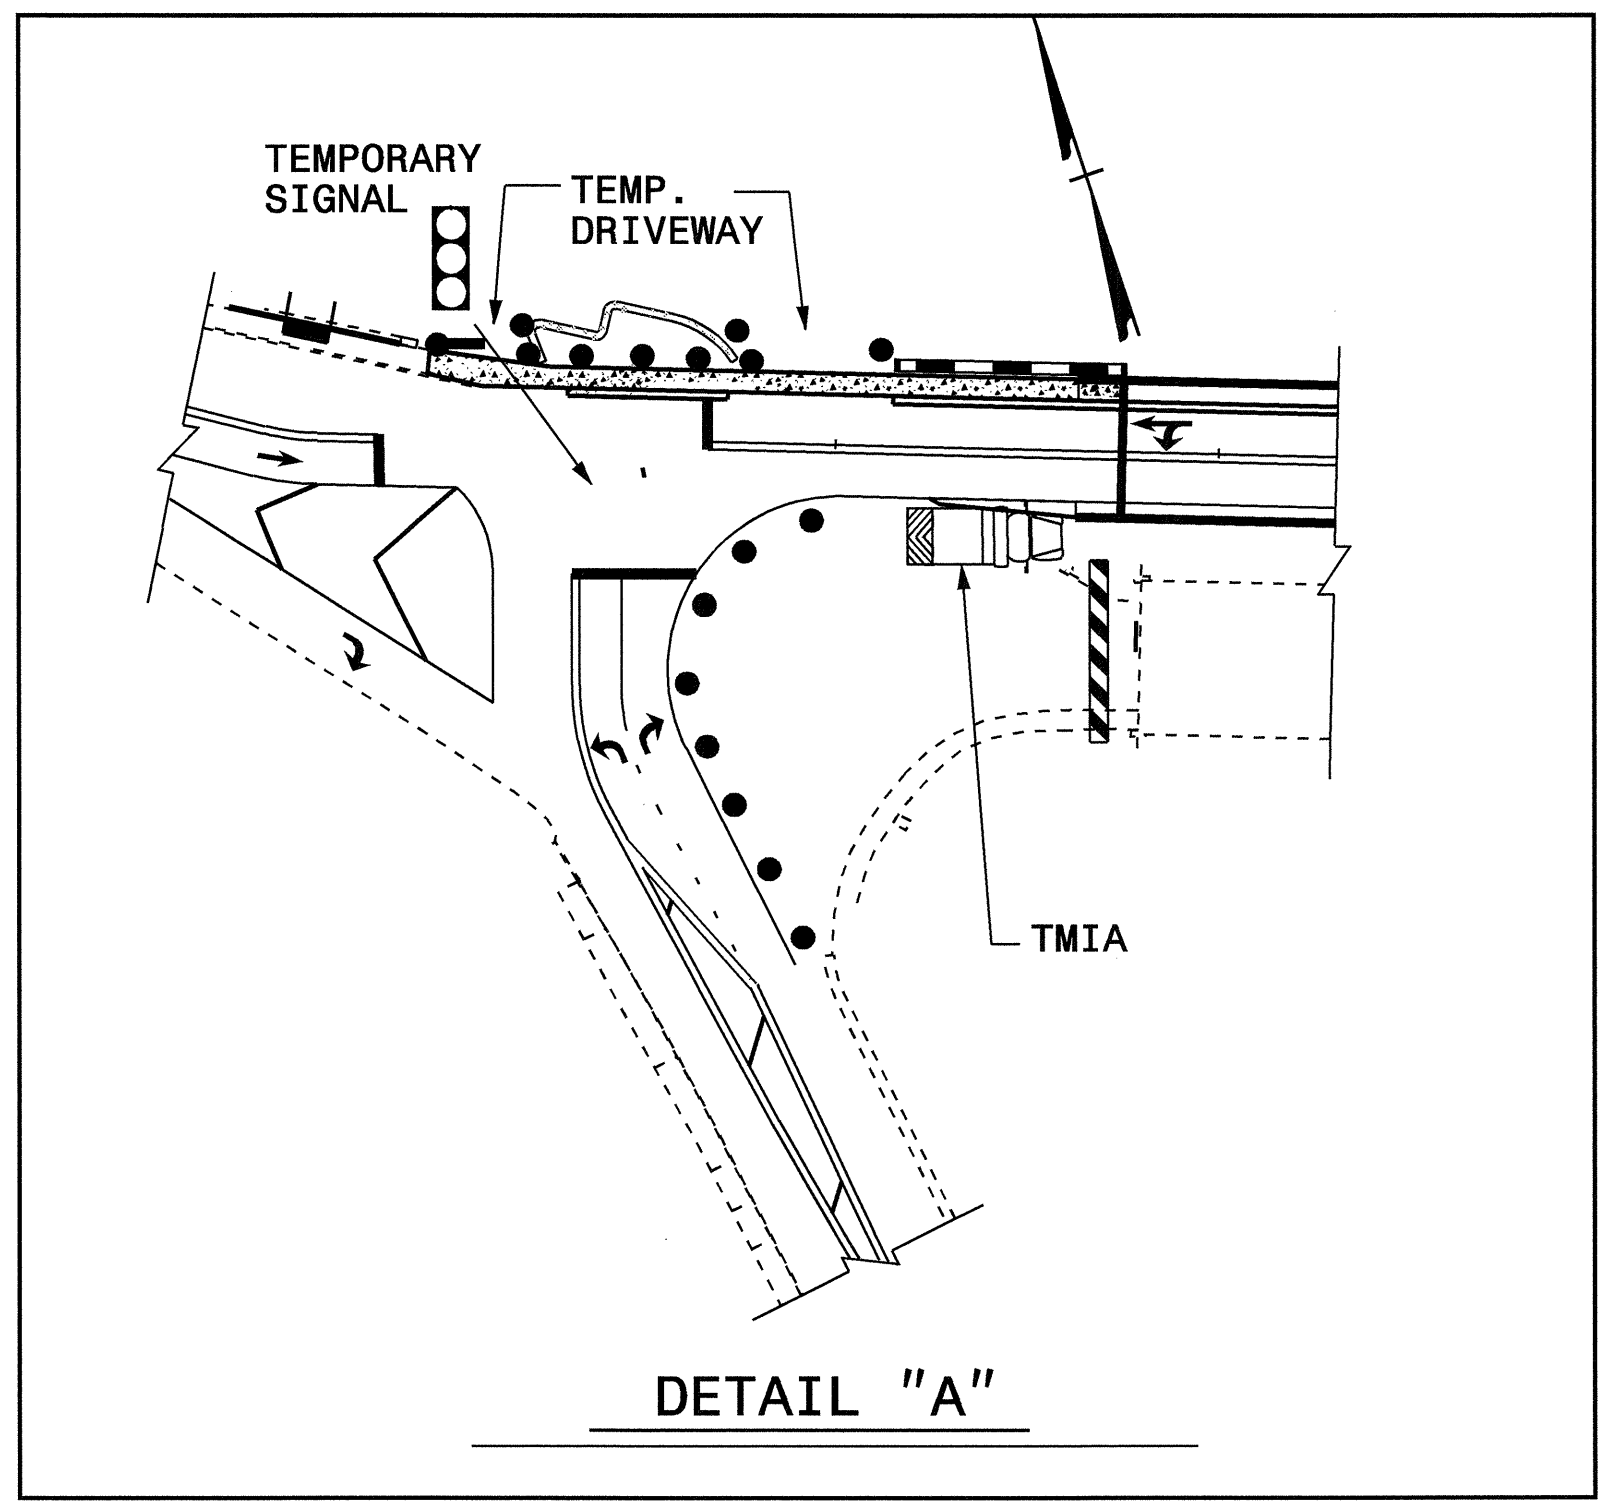 TEMPORARY
SIGNAL
TEMP.
DRIVEWAY
TMIA
DETAIL "A"